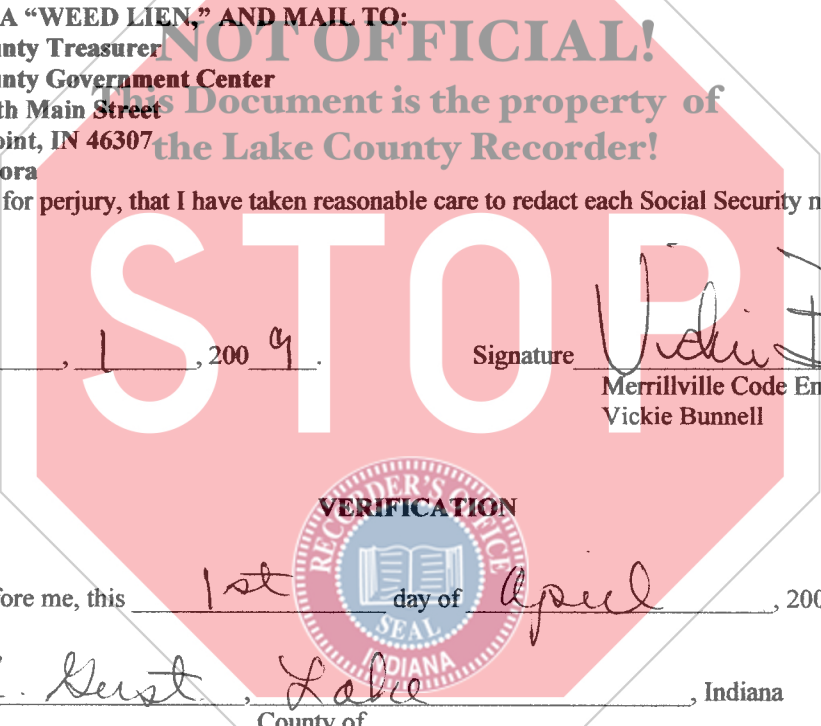 A “WEED LIEN,” AND MAIL TO:
unty Treasurer
NOT OFFICIAL!
unty Government Center
th Main Street
This Document is the property of
oint, IN 46307
the Lake County Recorder!
ora
for perjury, that I have taken reasonable care to redact each Social Security n
STOP
, 1, 2009.
Signature Vickie
Merrillville Code En
Vickie Bunnell
RECORDER'S OFFICE
VERIFICATION
fore me, this 1st day of April, 200
SEAL
INDIANA
Gerst, Lake, Indiana
County of